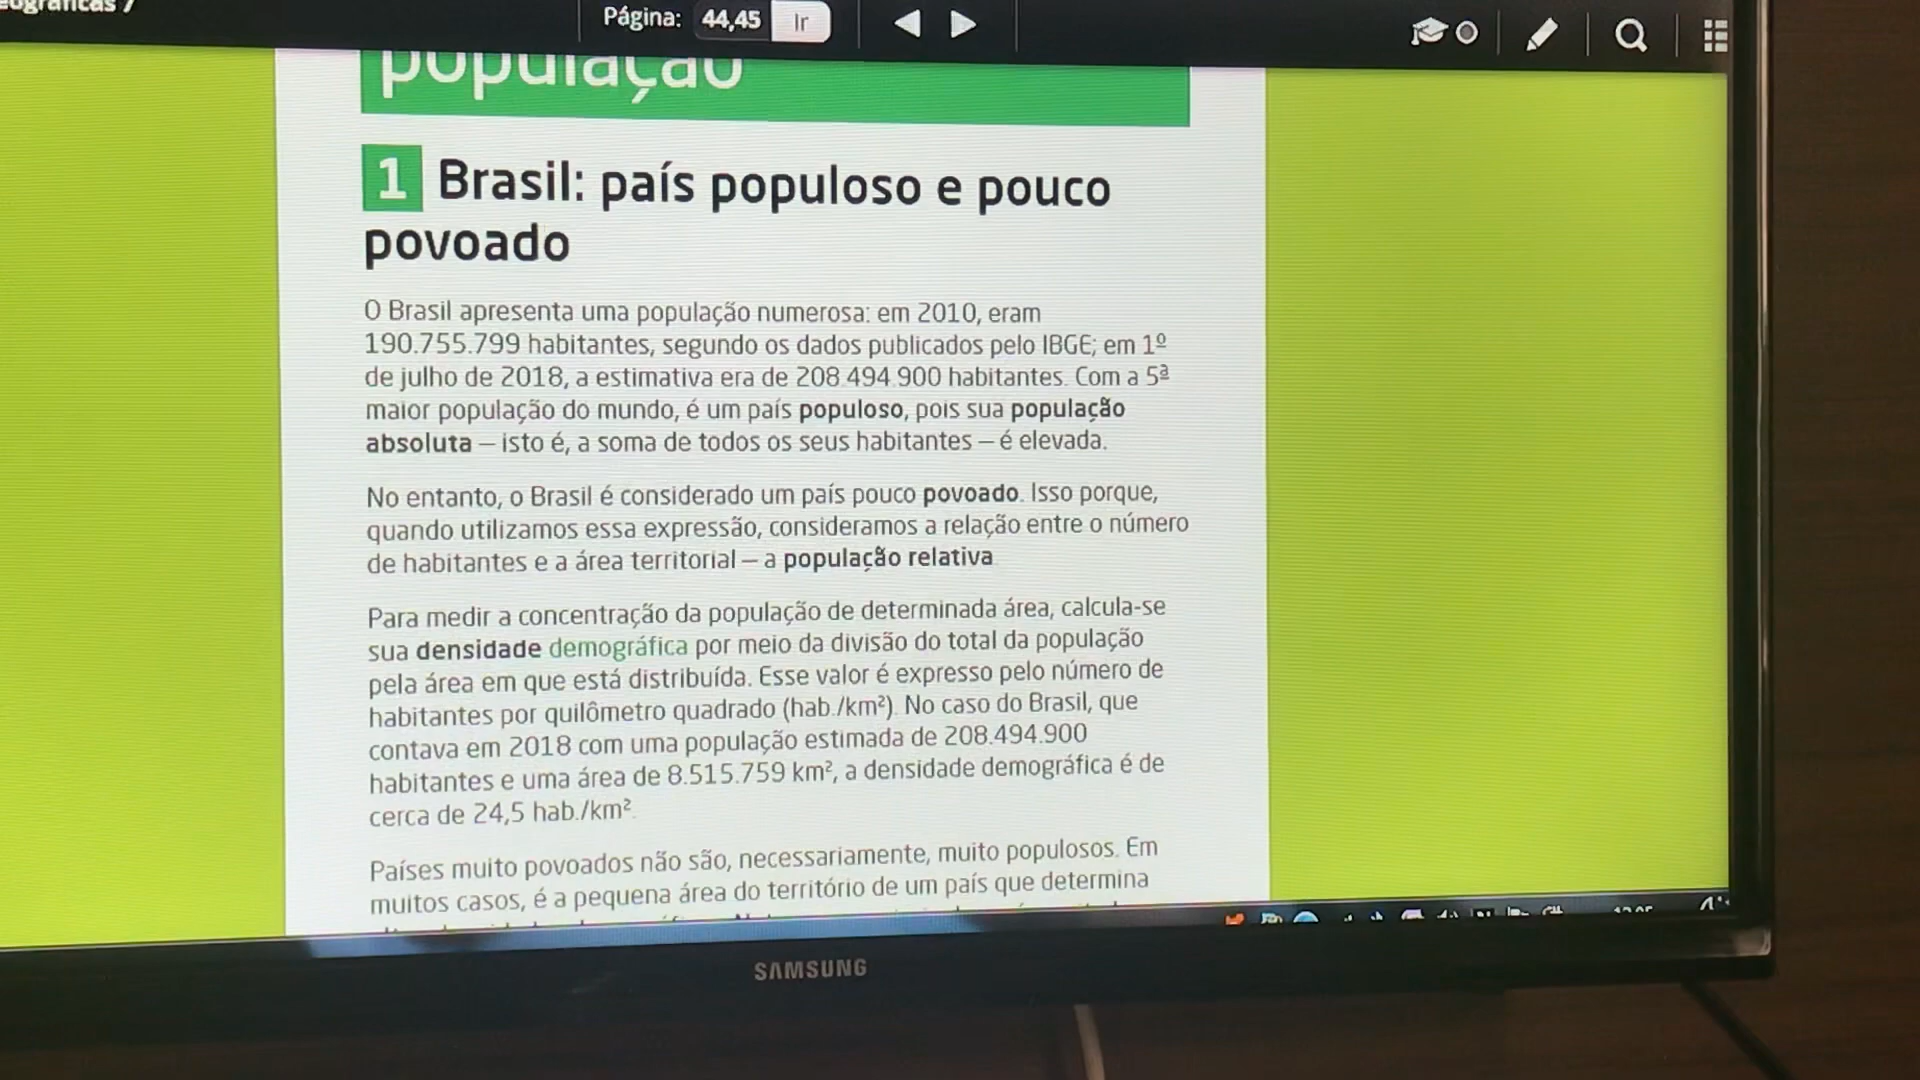 Página: 44,45 Ir
população
1 Brasil: país populoso e pouco
povoado
O Brasil apresenta uma população numerosa: em 2010, eram
190.755.799 habitantes, segundo os dados publicados pelo IBGE; em 1º
de julho de 2018, a estimativa era de 208.494.900 habitantes. Com a 5ª
maior população do mundo, é um país populoso, pois sua população
absoluta – isto é, a soma de todos os seus habitantes – é elevada.
No entanto, o Brasil é considerado um país pouco povoado. Isso porque,
quando utilizamos essa expressão, consideramos a relação entre o número
de habitantes e a área territorial – a população relativa.
Para medir a concentração da população de determinada área, calcula-se
sua densidade demográfica por meio da divisão do total da população
pela área em que está distribuída. Esse valor é expresso pelo número de
habitantes por quilômetro quadrado (hab./km²). No caso do Brasil, que
contava em 2018 com uma população estimada de 208.494.900
habitantes e uma área de 8.515.759 km², a densidade demográfica é de
cerca de 24,5 hab./km².
Países muito povoados não são, necessariamente, muito populosos. Em
muitos casos, é a pequena área do território de um país que determina
SAMSUNG